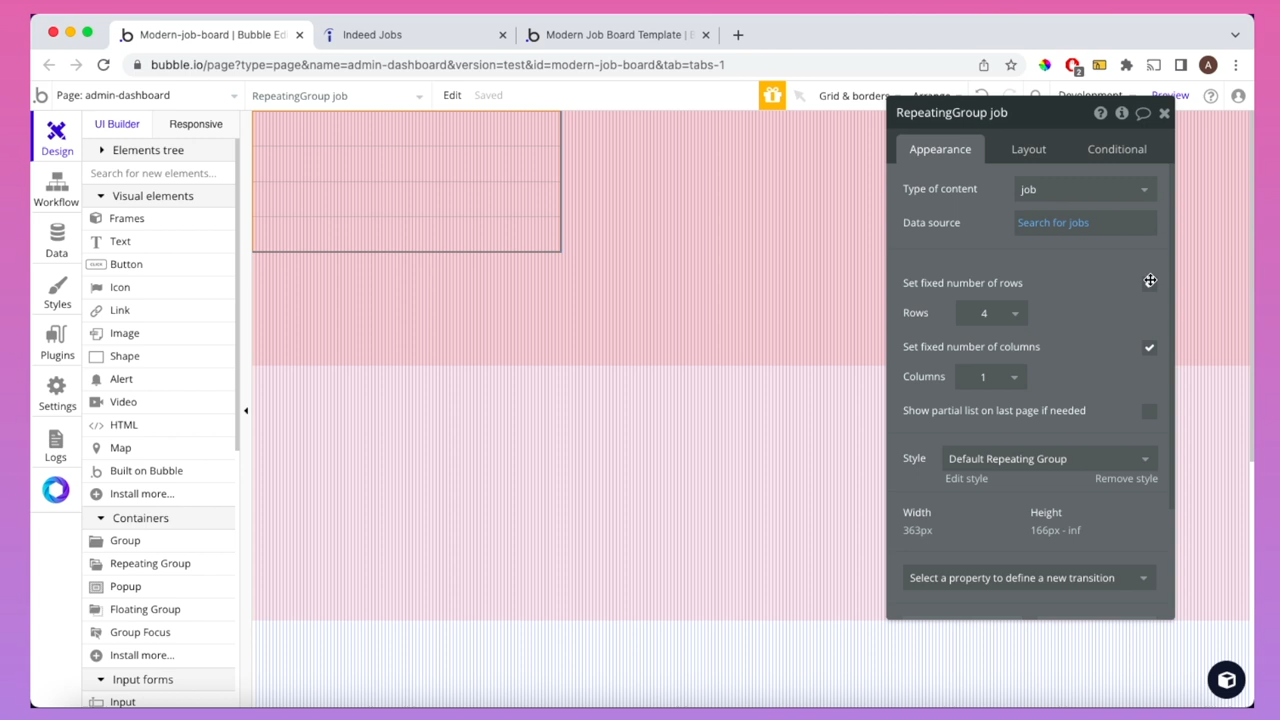 Modern-job-board | Bubble Edi
Indeed Jobs
Modern Job Board Template | B
bubble.io/page?type=page&name=admin-dashboard&version=test&id=modern-job-board&tab=tabs-1
2
A
Page: admin-dashboard
RepeatingGroup job
Edit
Saved
Grid & borders
Preview
UI Builder
Responsive
Design
Workflow
Data
Styles
Plugins
Settings
Logs
Elements tree
Search for new elements...
Visual elements
Frames
Text
CLICK
Button
Icon
Link
Image
Shape
Alert
Video
</> HTML
Map
Built on Bubble
Install more...
Containers
Group
Repeating Group
Popup
Floating Group
Group Focus
Install more...
Input forms
Input
RepeatingGroup job
Appearance
Layout
Conditional
Type of content
job
Data source
Search for jobs
Set fixed number of rows
Rows
4
Set fixed number of columns
Columns
1
Show partial list on last page if needed
Style
Default Repeating Group
Edit style
Remove style
Width
Height
363px
166px - inf
Select a property to define a new transition